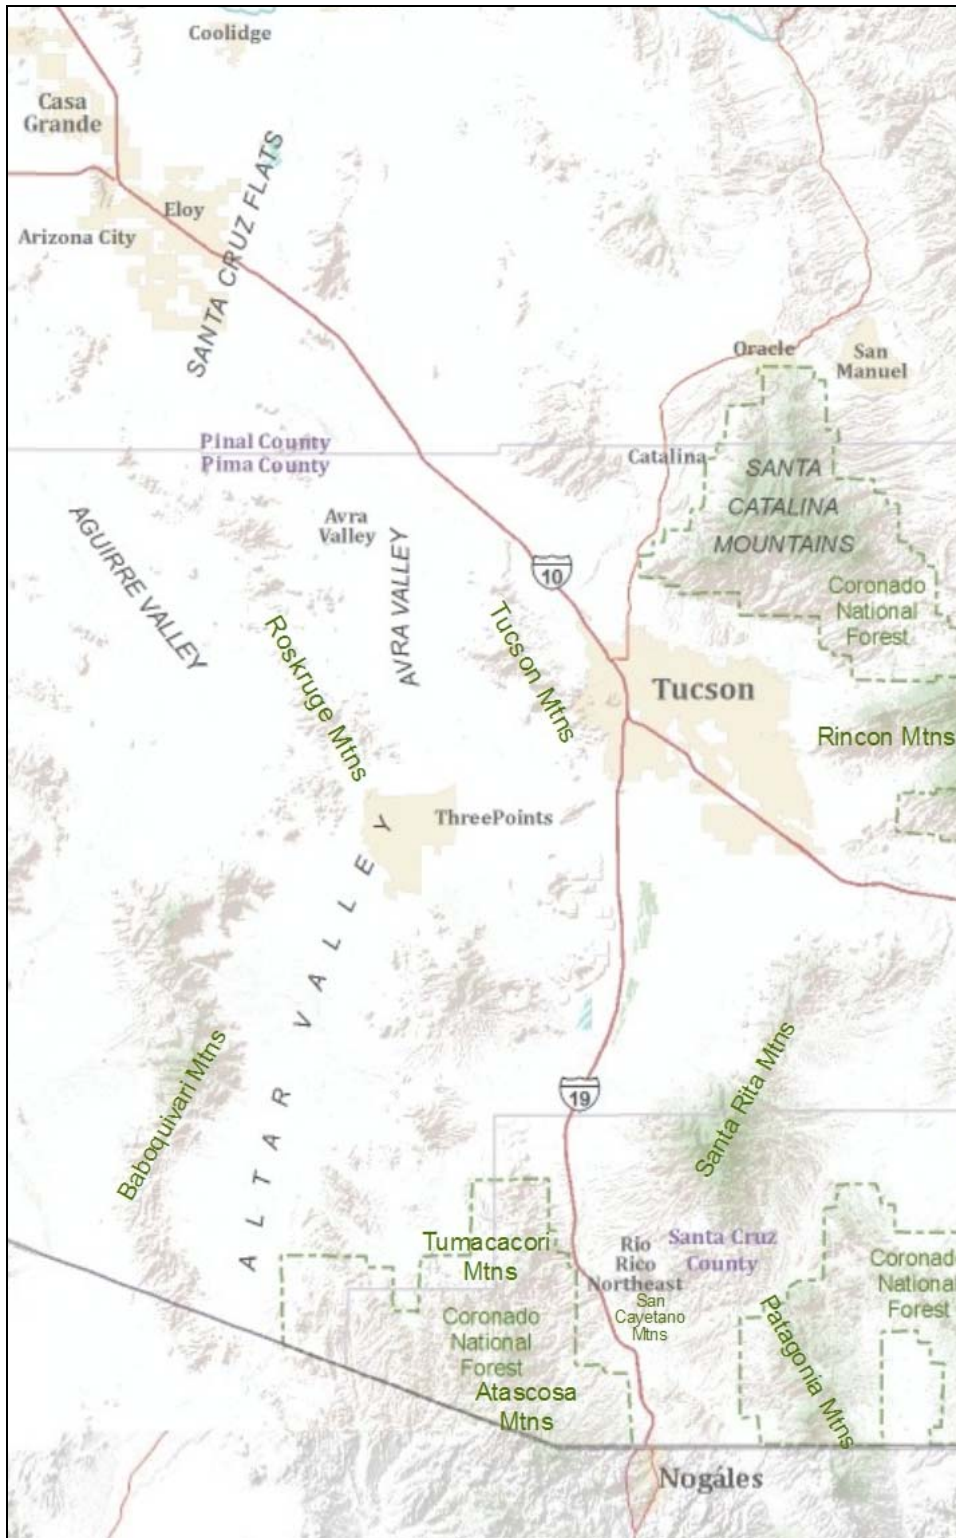 Coolidge
Casa
Grande
SANTA CRUZ FLATS
Eloy
Arizona City
Oracle
San
Manuel
Pinal County
Pima County
Catalina
SANTA
CATALINA
MOUNTAINS
AGUIRRE VALLEY
Avra
Valley
AVRA VALLEY
10
Coronado
National
Forest
Roskruge Mtns
Tucson Mtns
Tucson
Rincon Mtns
ThreePoints
ALTAR VALLEY
Baboquivari Mtns
Santa Rita Mtns
19
Tumacacori
Mtns
Rio
Rico
Northeast
Santa Cruz
County
San
Cayetano
Mtns
Coronado
National
Forest
Patagonia Mtns
Coronado
National
Forest
Atascosa
Mtns
Nogáles